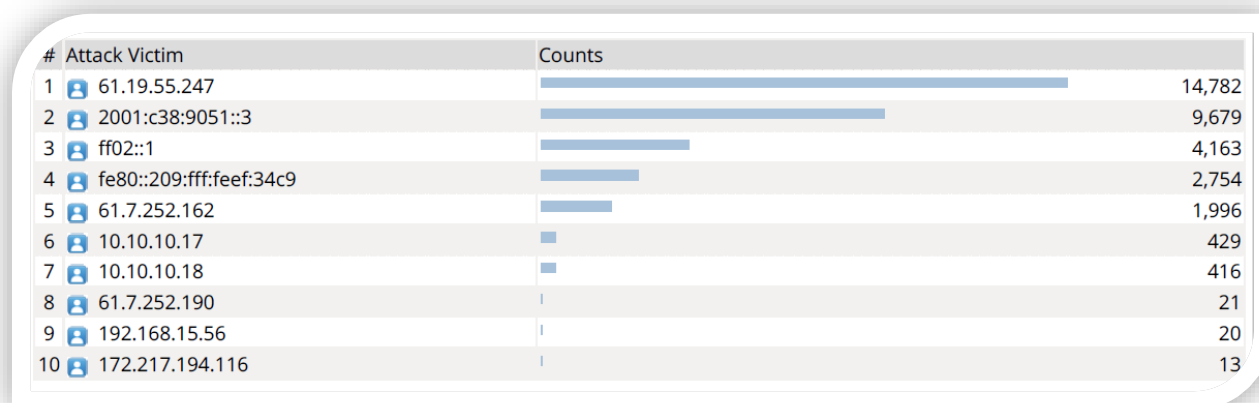 # Attack Victim Counts
1 61.19.55.247 14,782
2 2001:c38:9051::3 9,679
3 ff02::1 4,163
4 fe80::209:fff:feef:34c9 2,754
5 61.7.252.162 1,996
6 10.10.10.17 429
7 10.10.10.18 416
8 61.7.252.190 21
9 192.168.15.56 20
10 172.217.194.116 13